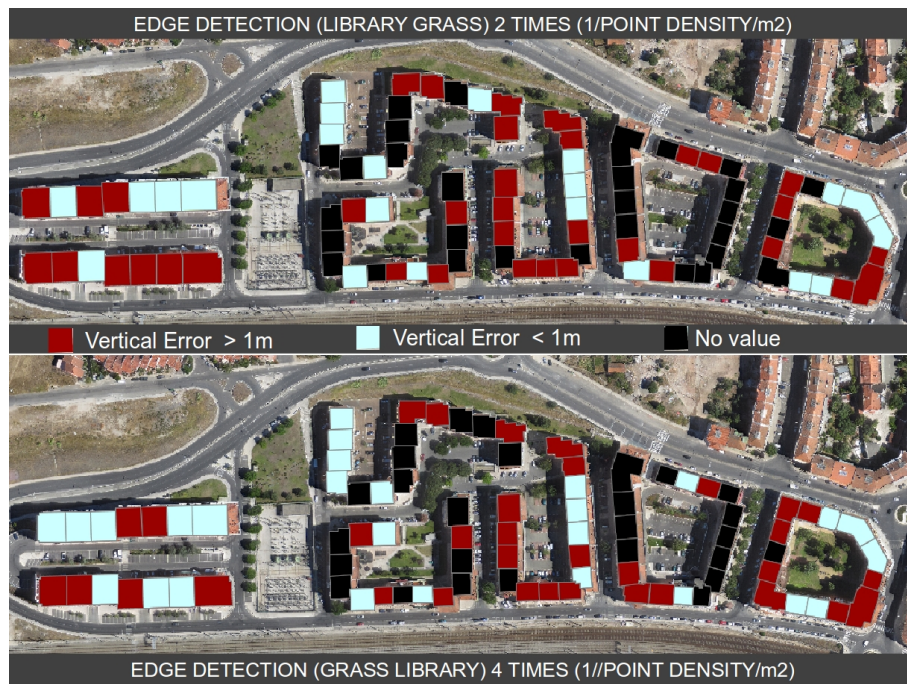 EDGE DETECTION (LIBRARY GRASS) 2 TIMES (1//POINT DENSITY/m2)
Vertical Error > 1m Vertical Error < 1m No value
EDGE DETECTION (GRASS LIBRARY) 4 TIMES (1//POINT DENSITY/m2)